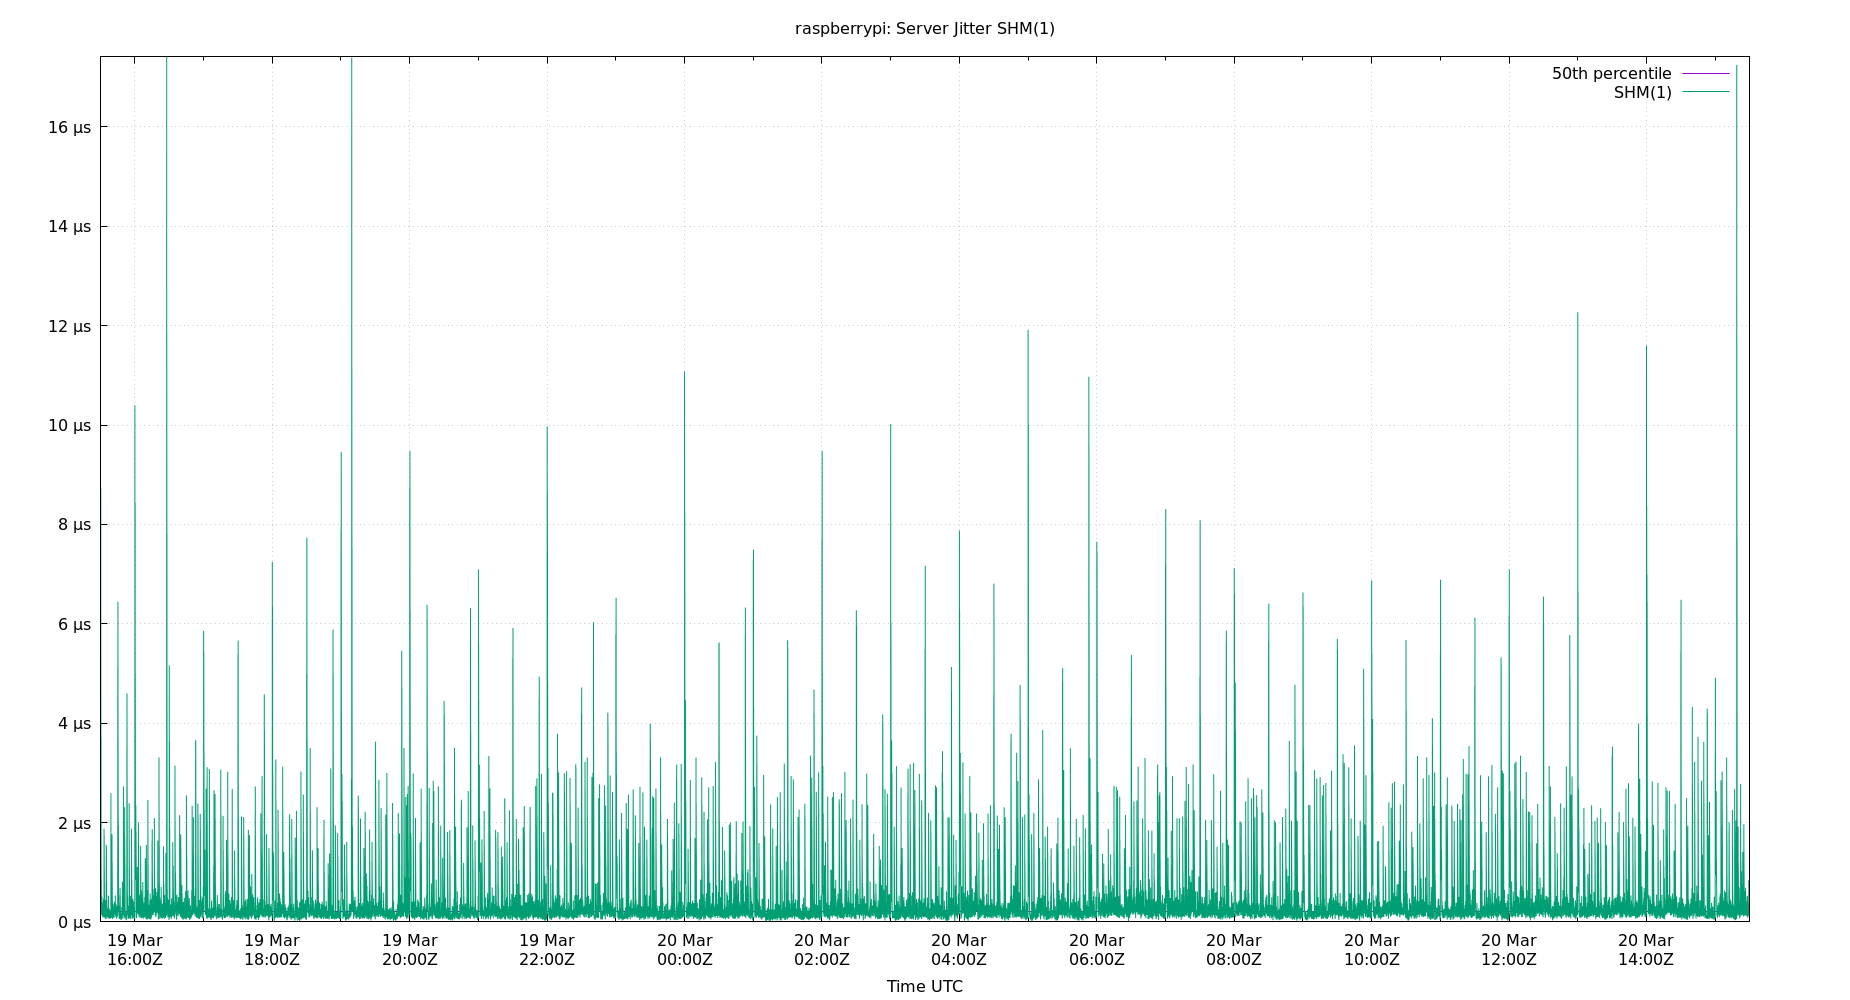 raspberrypi: Server Jitter SHM(1)
50th percentile
SHM(1)
16 µs
14 µs
12 µs
10 µs
8 µs
6 µs
4 µs
2 µs
0 µs
19 Mar 19 Mar 19 Mar 19 Mar 20 Mar 20 Mar 20 Mar 20 Mar 20 Mar 20 Mar 20 Mar 20 Mar
16:00Z 18:00Z 20:00Z 22:00Z 00:00Z 02:00Z 04:00Z 06:00Z 08:00Z 10:00Z 12:00Z 14:00Z
Time UTC